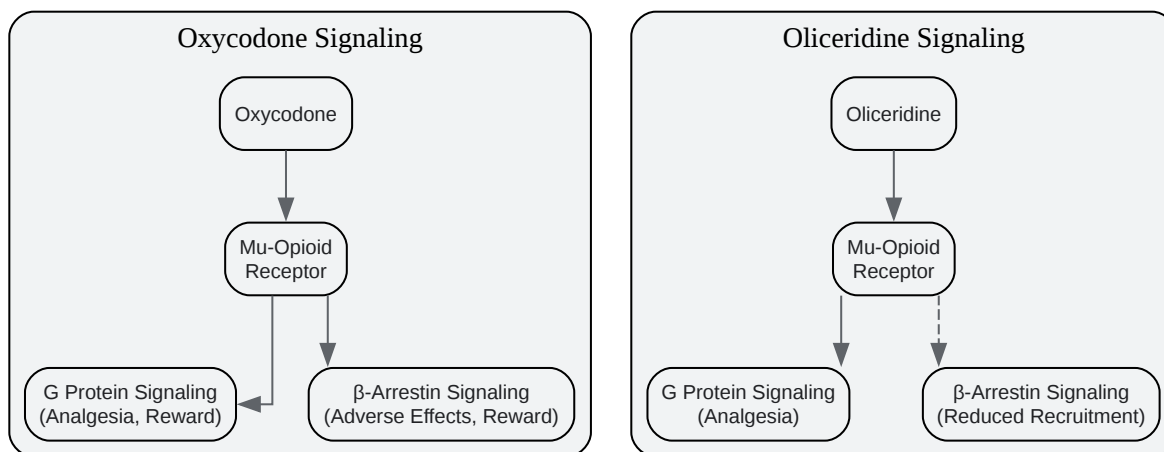 Oxycodone Signaling
Oxycodone
Mu-Opioid
Receptor
G Protein Signaling
(Analgesia, Reward)
β-Arrestin Signaling
(Adverse Effects, Reward)
Oliceridine Signaling
Oliceridine
Mu-Opioid
Receptor
G Protein Signaling
(Analgesia)
β-Arrestin Signaling
(Reduced Recruitment)